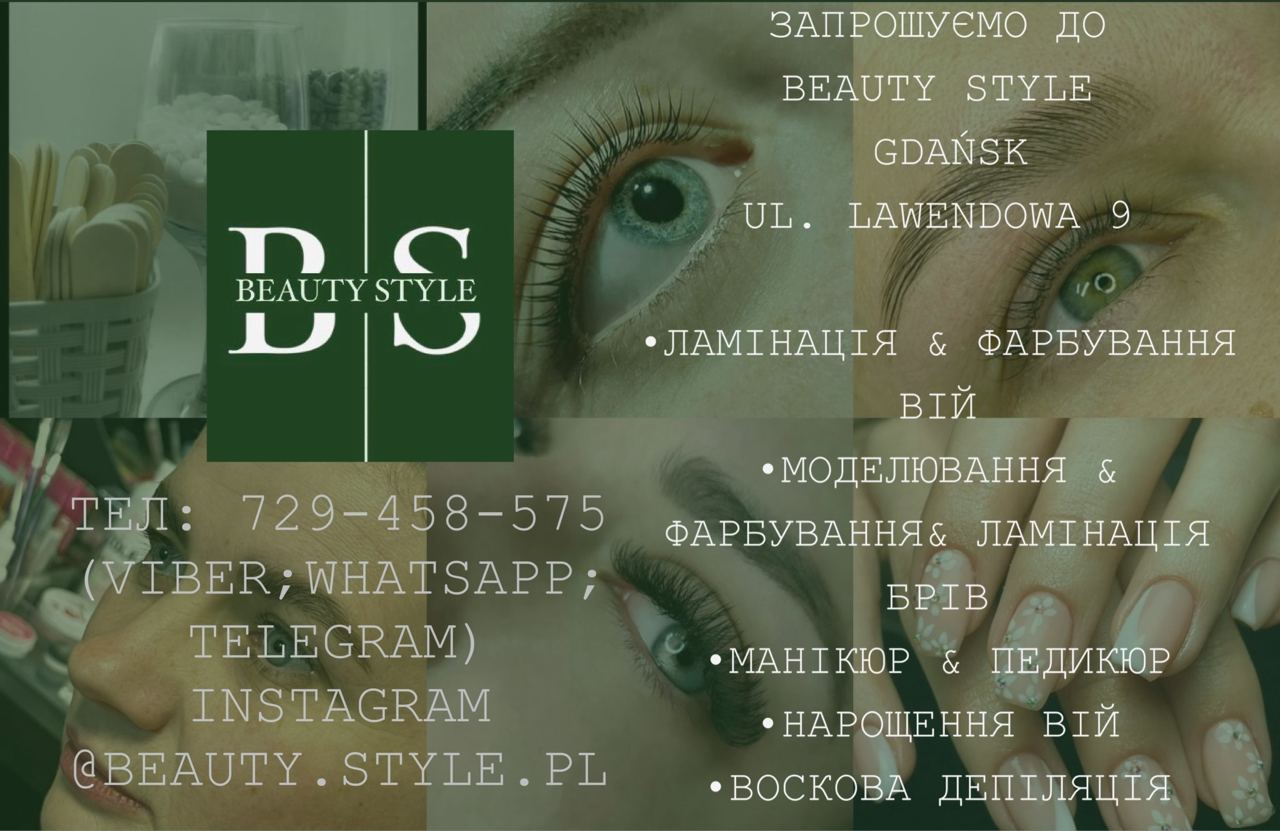 B S
BEAUTY STYLE
ТЕЛ: 729-458-575
(VIBER;WHATSAPP;
TELEGRAM)
INSTAGRAM
@BEAUTY.STYLE.PL
ЗАПРОШУЄМО ДО
BEAUTY STYLE
GDAŃSK
UL. LAWENDOWA 9
•ЛАМІНАЦІЯ & ФАРБУВАННЯ
ВІЙ
•МОДЕЛЮВАННЯ &
ФАРБУВАННЯ& ЛАМІНАЦІЯ
БРІВ
•МАНІКЮР & ПЕДИКЮР
•НАРОЩЕННЯ ВІЙ
•ВОСКОВА ДЕПІЛЯЦІЯ